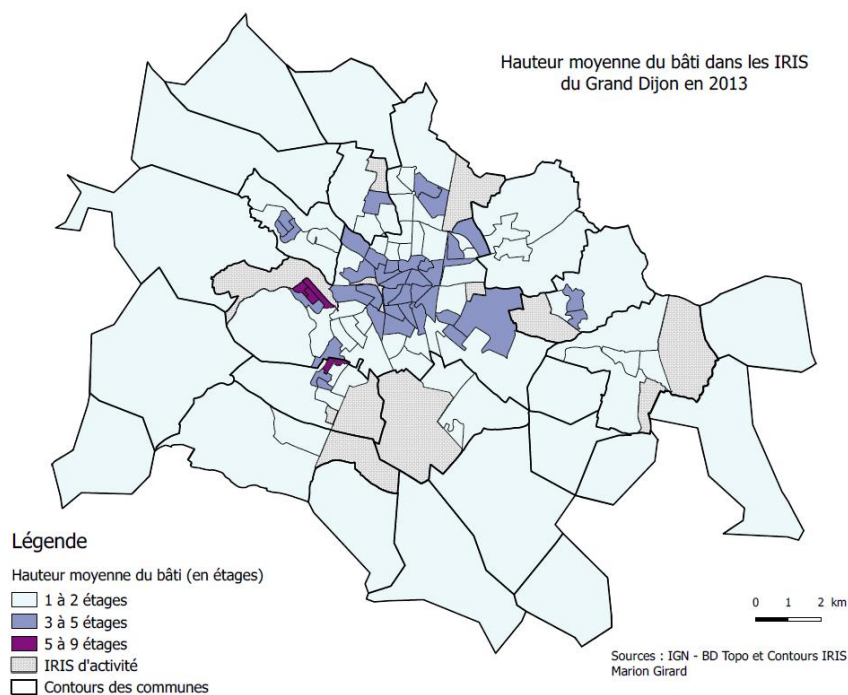 Hauteur moyenne du bâti dans les IRIS
du Grand Dijon en 2013
Légende
Hauteur moyenne du bâti (en étages)
1 à 2 étages
3 à 5 étages
5 à 9 étages
IRIS d'activité
Contours des communes
0 1 2 km
Sources : IGN - BD Topo et Contours IRIS
Marion Girard